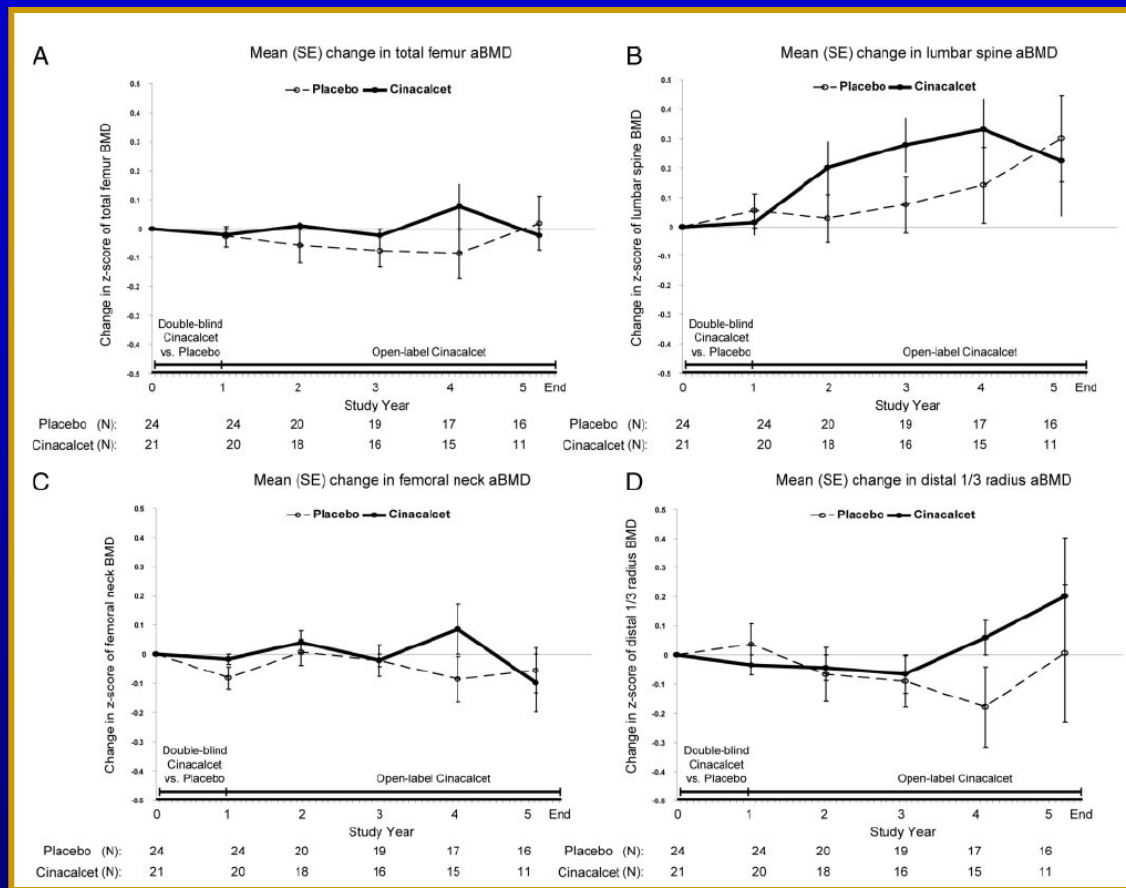 A
Mean (SE) change in total femur aBMD
Placebo Cinacalcet
Change in z-score of total femur BMD
0.5
0.4
0.3
0.2
0.1
0
-0.1
-0.2
-0.3
-0.4
-0.5
Double-blind
Cinacalcet
vs. Placebo
Open-label Cinacalcet
0 1 2 3 4 5 End
Study Year
Placebo (N): 24 24 20 19 17 16
Cinacalcet (N): 21 20 18 16 15 11
B
Mean (SE) change in lumbar spine aBMD
Placebo Cinacalcet
Change in z-score of lumbar spine BMD
0.5
0.4
0.3
0.2
0.1
0
-0.1
-0.2
-0.3
-0.4
-0.5
Double-blind
Cinacalcet
vs. Placebo
Open-label Cinacalcet
0 1 2 3 4 5 End
Study Year
Placebo (N): 24 24 20 19 17 16
Cinacalcet (N): 21 20 18 16 15 11
C
Mean (SE) change in femoral neck aBMD
Placebo Cinacalcet
Change in z-score of femoral neck BMD
0.5
0.4
0.3
0.2
0.1
0
-0.1
-0.2
-0.3
-0.4
-0.5
Double-blind
Cinacalcet
vs. Placebo
Open-label Cinacalcet
0 1 2 3 4 5 End
Study Year
Placebo (N): 24 24 20 19 17 16
Cinacalcet (N): 21 20 18 16 15 11
D
Mean (SE) change in distal 1/3 radius aBMD
Placebo Cinacalcet
Change in z-score of distal 1/3 radius BMD
0.5
0.4
0.3
0.2
0.1
0
-0.1
-0.2
-0.3
-0.4
-0.5
Double-blind
Cinacalcet
vs. Placebo
Open-label Cinacalcet
0 1 2 3 4 5 End
Study Year
Placebo (N): 24 24 20 19 17 16
Cinacalcet (N): 21 20 18 16 15 11